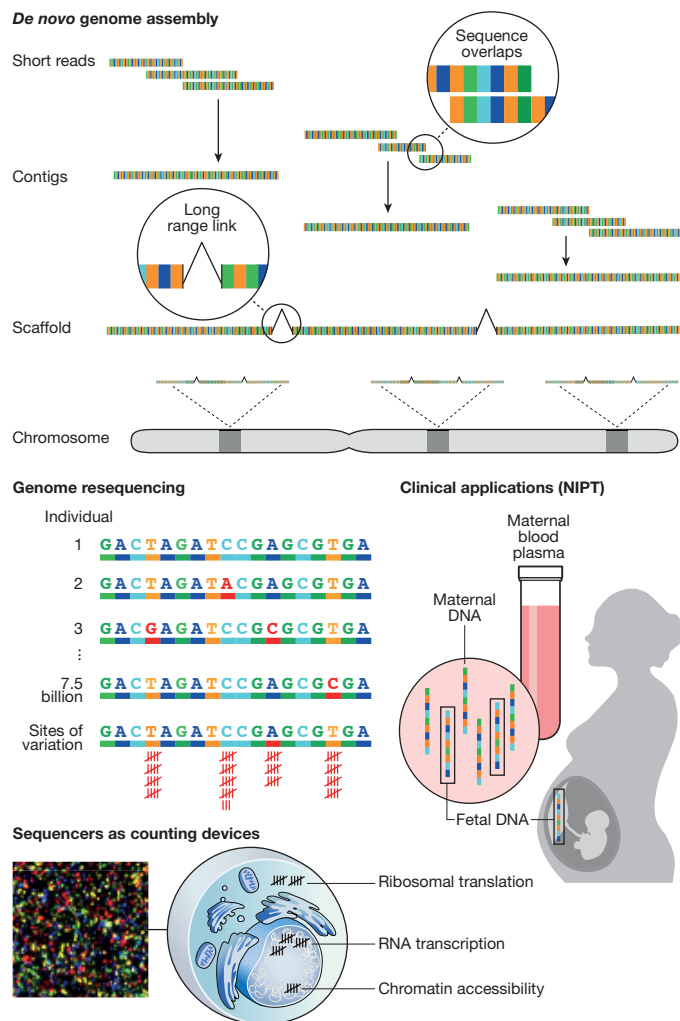 De novo genome assembly
Short reads
Sequence
overlaps
Contigs
Long
range link
Scaffold
Chromosome
Genome resequencing
Individual
1 GACTAGATCCGAGCGTGA
2 GACTAGATACGAGCGTGA
3 GACGAGATCCGCGCGTGA
⋮
7.5
billion GACTAGATCCGAGCGCGA
Sites of
variation GACTAGATCCGAGCGTGA
Clinical applications (NIPT)
Maternal
blood
plasma
Maternal
DNA
Fetal DNA
Sequencers as counting devices
Ribosomal translation
RNA transcription
Chromatin accessibility